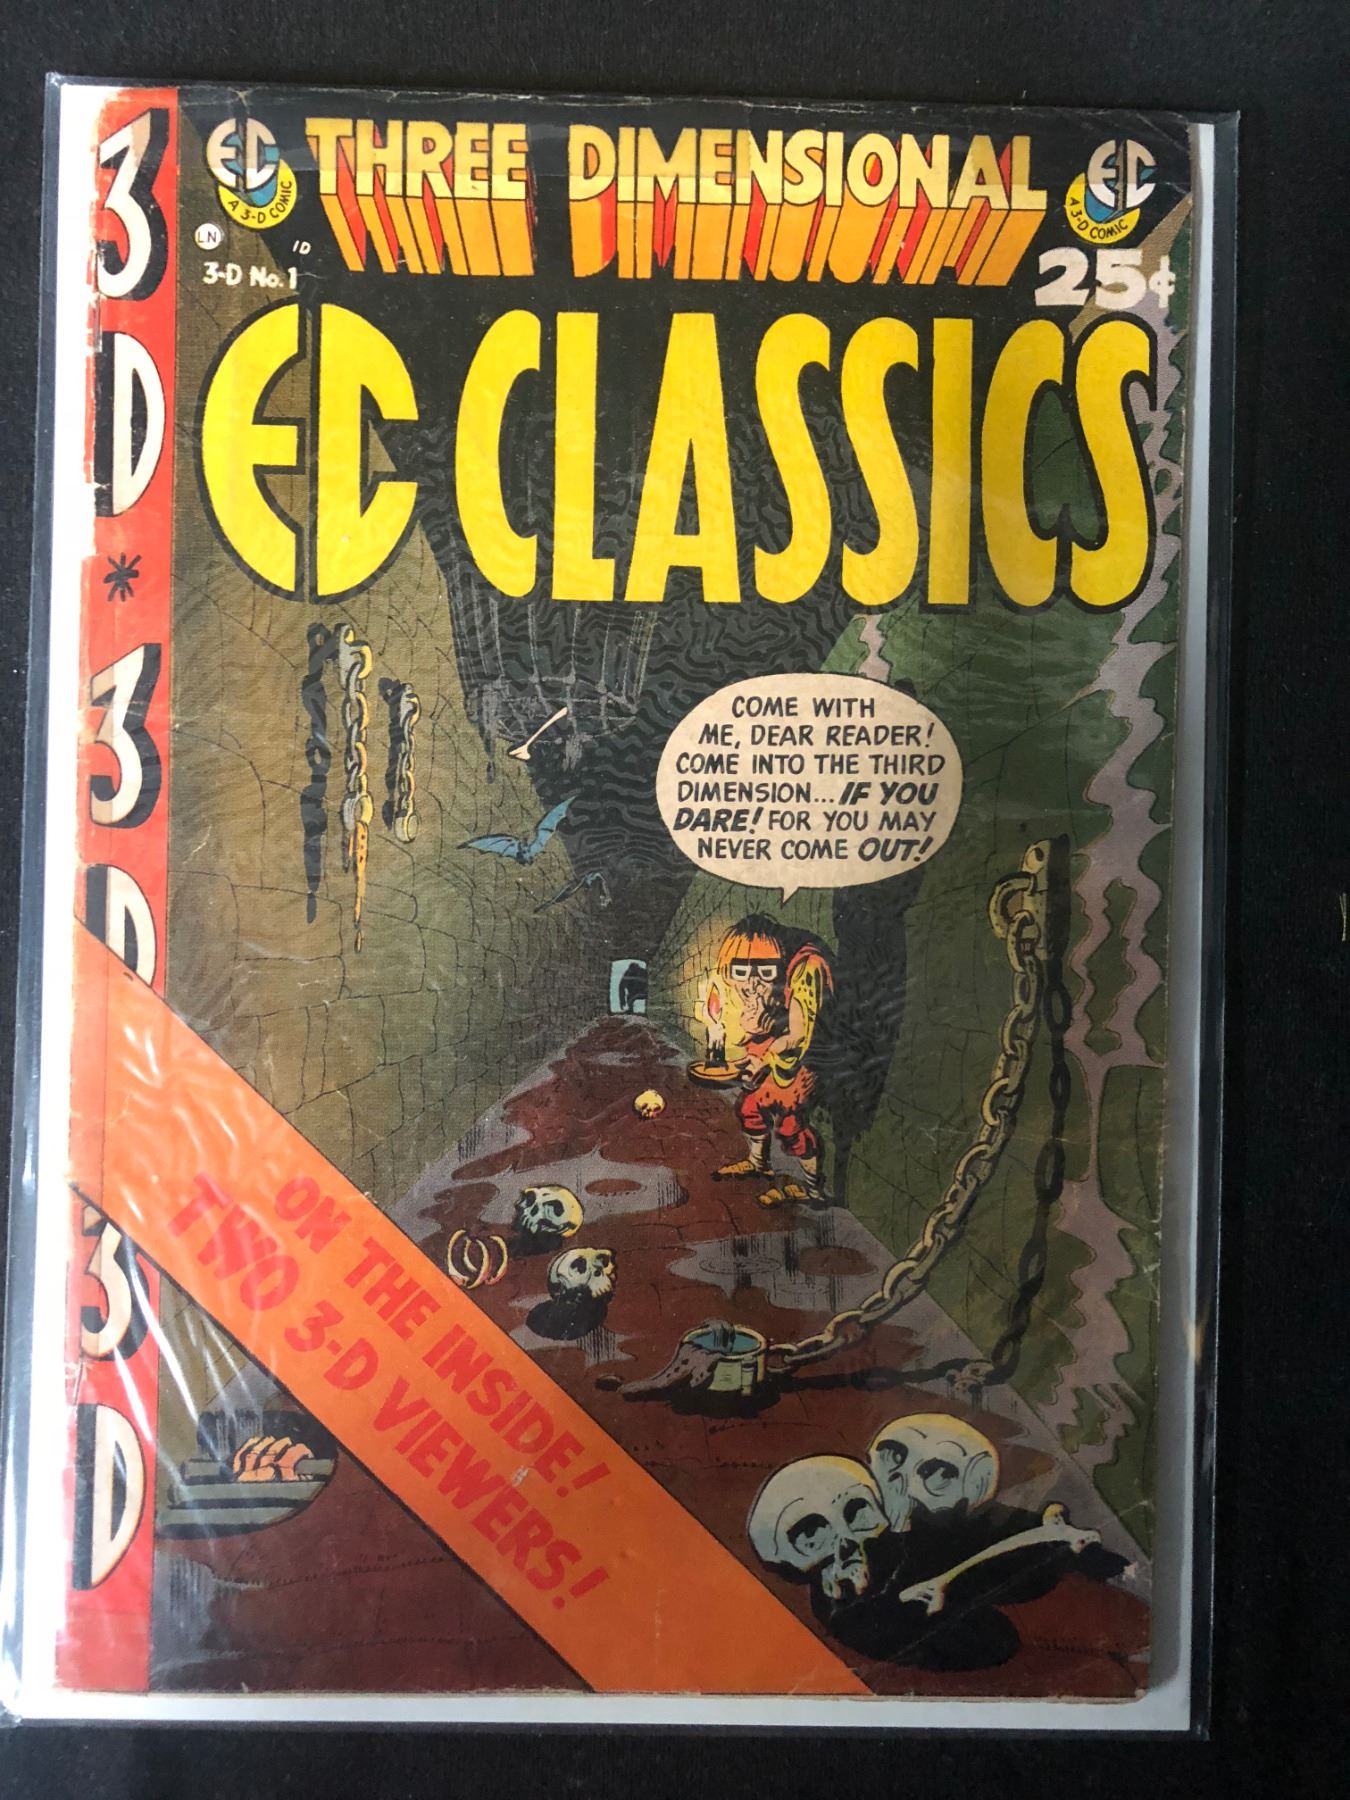 3
D
*
3
D
3
D
EC
A 3-D COMIC
THREE DIMENSIONAL
EC
A 3-D COMIC
LN
1D
3-D No. 1
25¢
EC CLASSICS
COME WITH
ME, DEAR READER!
COME INTO THE THIRD
DIMENSION... IF YOU
DARE! FOR YOU MAY
NEVER COME OUT!
ON THE INSIDE!
TWO 3-D VIEWERS!